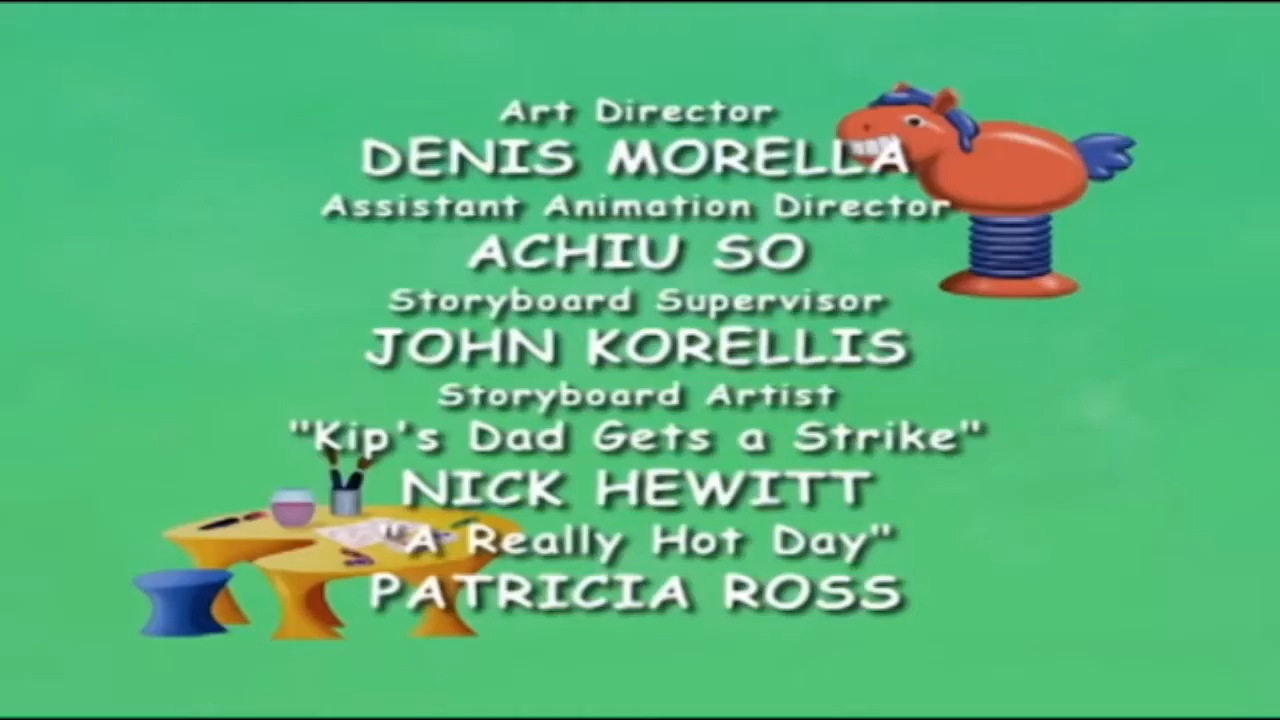 Art Director
DENIS MORELLA
Assistant Animation Director
ACHIU SO
Storyboard Supervisor
JOHN KORELLIS
Storyboard Artist
"Kip's Dad Gets a Strike"
NICK HEWITT
"A Really Hot Day"
PATRICIA ROSS